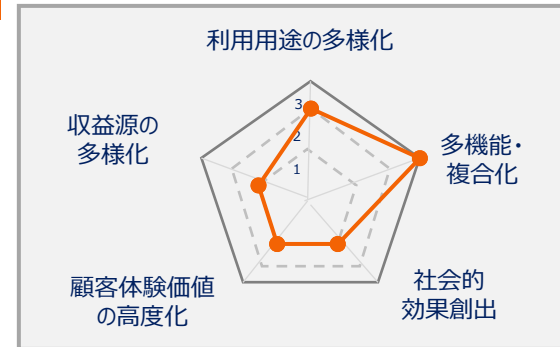 利用用途の多様化
3
2
1
収益源の
多様化
多機能・
複合化
顧客体験価値
の高度化
社会的
効果創出